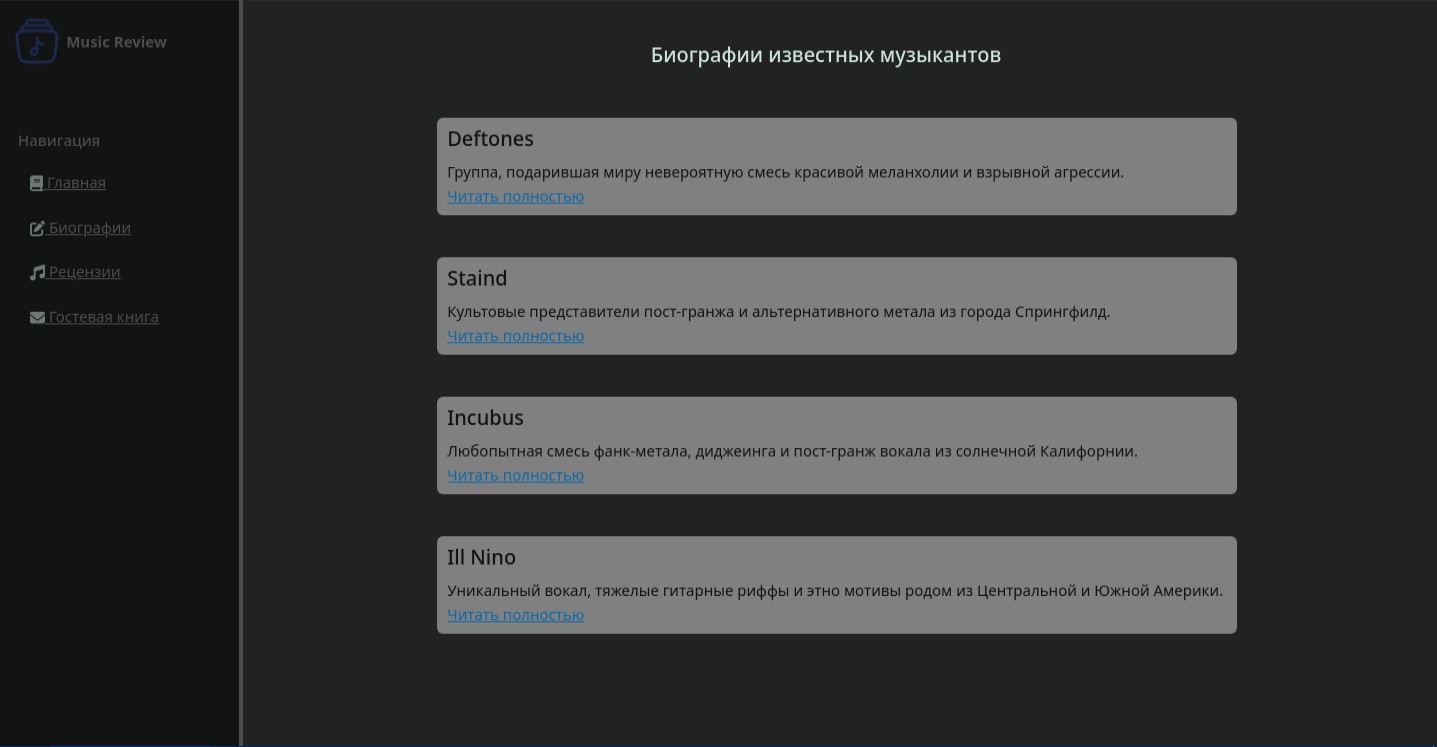 Music Review
Навигация
Главная
Биографии
Рецензии
Гостевая книга
Биографии известных музыкантов
Deftones
Группа, подарившая миру невероятную смесь красивой меланхолии и взрывной агрессии.
Читать полностью
Staind
Культовые представители пост-гранжа и альтернативного метала из города Спрингфилд.
Читать полностью
Incubus
Любопытная смесь фанк-метала, диджеинга и пост-гранж вокала из солнечной Калифорнии.
Читать полностью
Ill Nino
Уникальный вокал, тяжелые гитарные риффы и этно мотивы родом из Центральной и Южной Америки.
Читать полностью